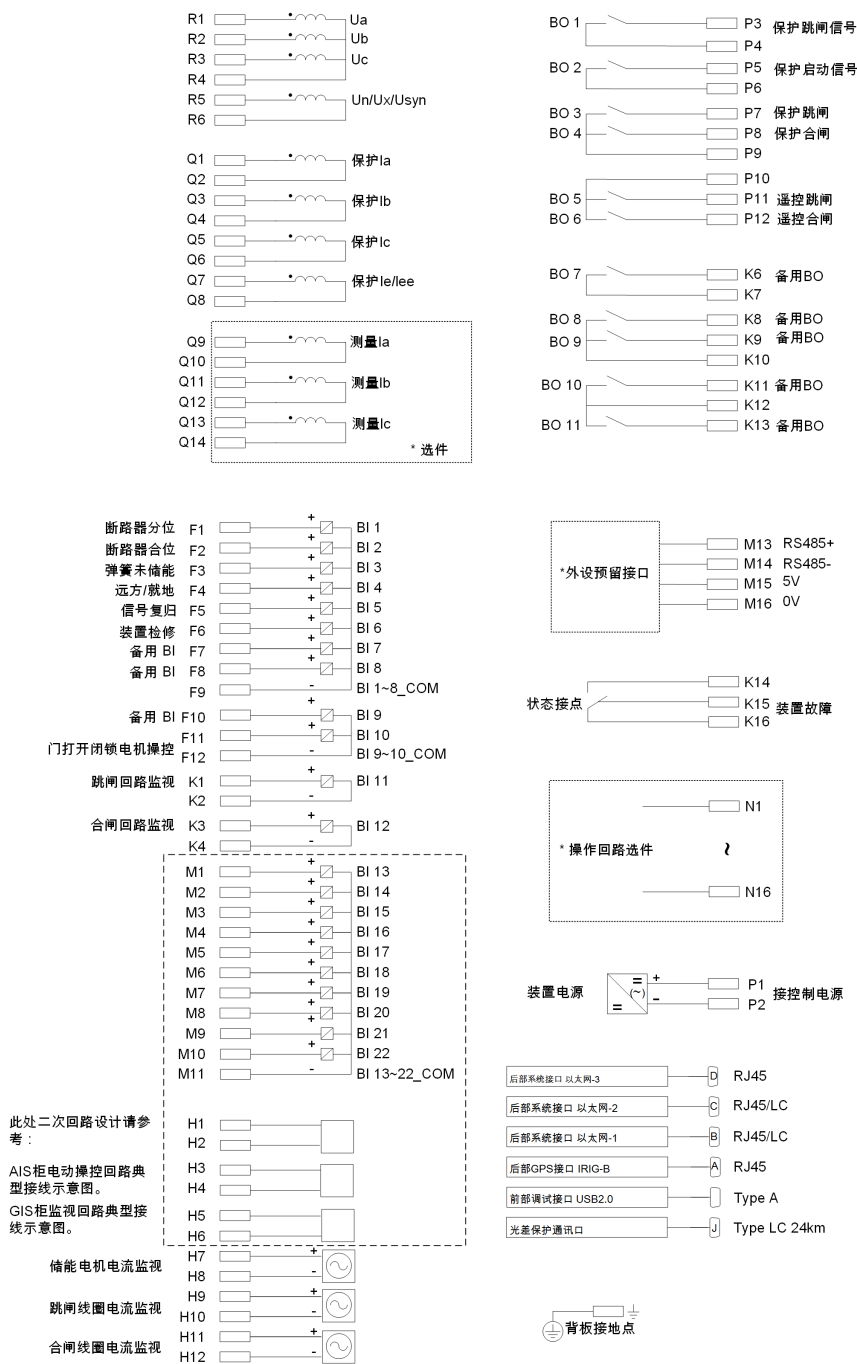 R1 Ua
R2 Ub
R3 Uc
R4
R5 Un/Ux/Usyn
R6
Q1 保护Ia
Q2
Q3 保护Ib
Q4
Q5 保护Ic
Q6
Q7 保护Ie/Iee
Q8
Q9 测量Ia
Q10
Q11 测量Ib
Q12
Q13 测量Ic
Q14
* 选件
BO 1 P3 保护跳闸信号
P4
BO 2 P5 保护启动信号
P6
BO 3 P7 保护跳闸
BO 4 P8 保护合闸
P9
P10
BO 5 P11 遥控跳闸
BO 6 P12 遥控合闸
BO 7 K6 备用BO
K7
BO 8 K8 备用BO
BO 9 K9 备用BO
K10
BO 10 K11 备用BO
K12
BO 11 K13 备用BO
断路器分位 F1 + BI 1
断路器合位 F2 + BI 2
弹簧未储能 F3 + BI 3
远方/就地 F4 + BI 4
信号复归 F5 + BI 5
装置检修 F6 + BI 6
备用 BI F7 + BI 7
备用 BI F8 + BI 8
F9 - BI 1~8_COM
备用 BI F10 + BI 9
F11 + BI 10
门打开闭锁电机操控 F12 - BI 9~10_COM
跳闸回路监视 K1 + BI 11
K2 -
合闸回路监视 K3 + BI 12
K4 -
M1 + BI 13
M2 + BI 14
M3 + BI 15
M4 + BI 16
M5 + BI 17
M6 + BI 18
M7 + BI 19
M8 + BI 20
M9 + BI 21
M10 + BI 22
M11 - BI 13~22_COM
此处二次回路设计请参
考：
AIS柜电动操控回路典
型接线示意图。
GIS柜监视回路典型接
线示意图。
H1
H2
H3
H4
H5
H6
储能电机电流监视
H7 +
H8 -
跳闸线圈电流监视
H9 +
H10 -
合闸线圈电流监视
H11 +
H12 -
*外设预留接口
M13 RS485+
M14 RS485-
M15 5V
M16 0V
状态接点
K14
K15 装置故障
K16
* 操作回路选件
N1
~
N16
装置电源
=
(~)
=
+ P1 接控制电源
- P2
后部系统接口 以太网-3 D RJ45
后部系统接口 以太网-2 C RJ45/LC
后部系统接口 以太网-1 B RJ45/LC
后部GPS接口 IRIG-B A RJ45
前部调试接口 USB2.0 Type A
光差保护通讯口 J Type LC 24km
背板接地点